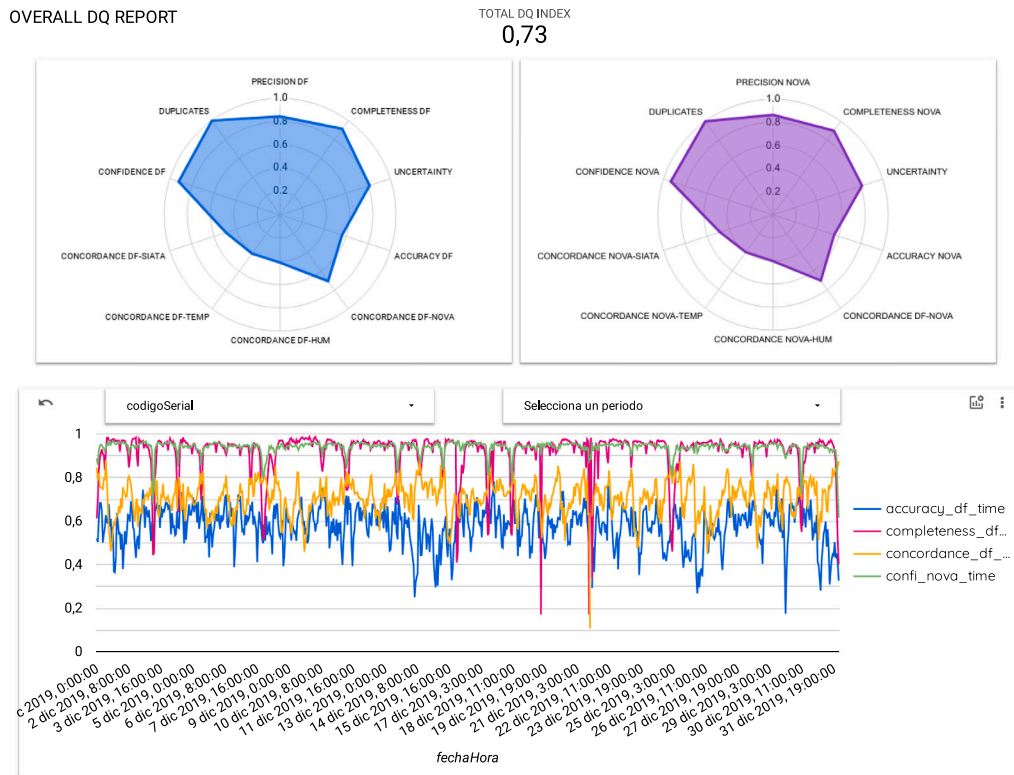 OVERALL DQ REPORT
TOTAL DQ INDEX
0,73
PRECISION DF
1.0
DUPLICATES
COMPLETENESS DF
0.8
0.6
CONFIDENCE DF
UNCERTAINTY
0.4
0.2
CONCORDANCE DF-SIATA
ACCURACY DF
CONCORDANCE DF-TEMP
CONCORDANCE DF-NOVA
CONCORDANCE DF-HUM
PRECISION NOVA
1.0
DUPLICATES
COMPLETENESS NOVA
0.8
0.6
CONFIDENCE NOVA
UNCERTAINTY
0.4
0.2
CONCORDANCE NOVA-SIATA
ACCURACY NOVA
CONCORDANCE NOVA-TEMP
CONCORDANCE DF-NOVA
CONCORDANCE NOVA-HUM
codigoSerial
Selecciona un periodo
1
0,8
0,6
0,4
0,2
0
accuracy_df_time
completeness_df...
concordance_df_...
confi_nova_time
c 2019, 0:00:00
2 dic 2019, 8:00:00
3 dic 2019, 16:00:00
5 dic 2019, 0:00:00
6 dic 2019, 8:00:00
7 dic 2019, 16:00:00
9 dic 2019, 0:00:00
10 dic 2019, 8:00:00
11 dic 2019, 16:00:00
13 dic 2019, 0:00:00
14 dic 2019, 8:00:00
15 dic 2019, 16:00:00
17 dic 2019, 3:00:00
18 dic 2019, 11:00:00
19 dic 2019, 19:00:00
21 dic 2019, 3:00:00
22 dic 2019, 11:00:00
23 dic 2019, 19:00:00
25 dic 2019, 3:00:00
26 dic 2019, 11:00:00
27 dic 2019, 19:00:00
29 dic 2019, 3:00:00
30 dic 2019, 11:00:00
31 dic 2019, 19:00:00
fechaHora